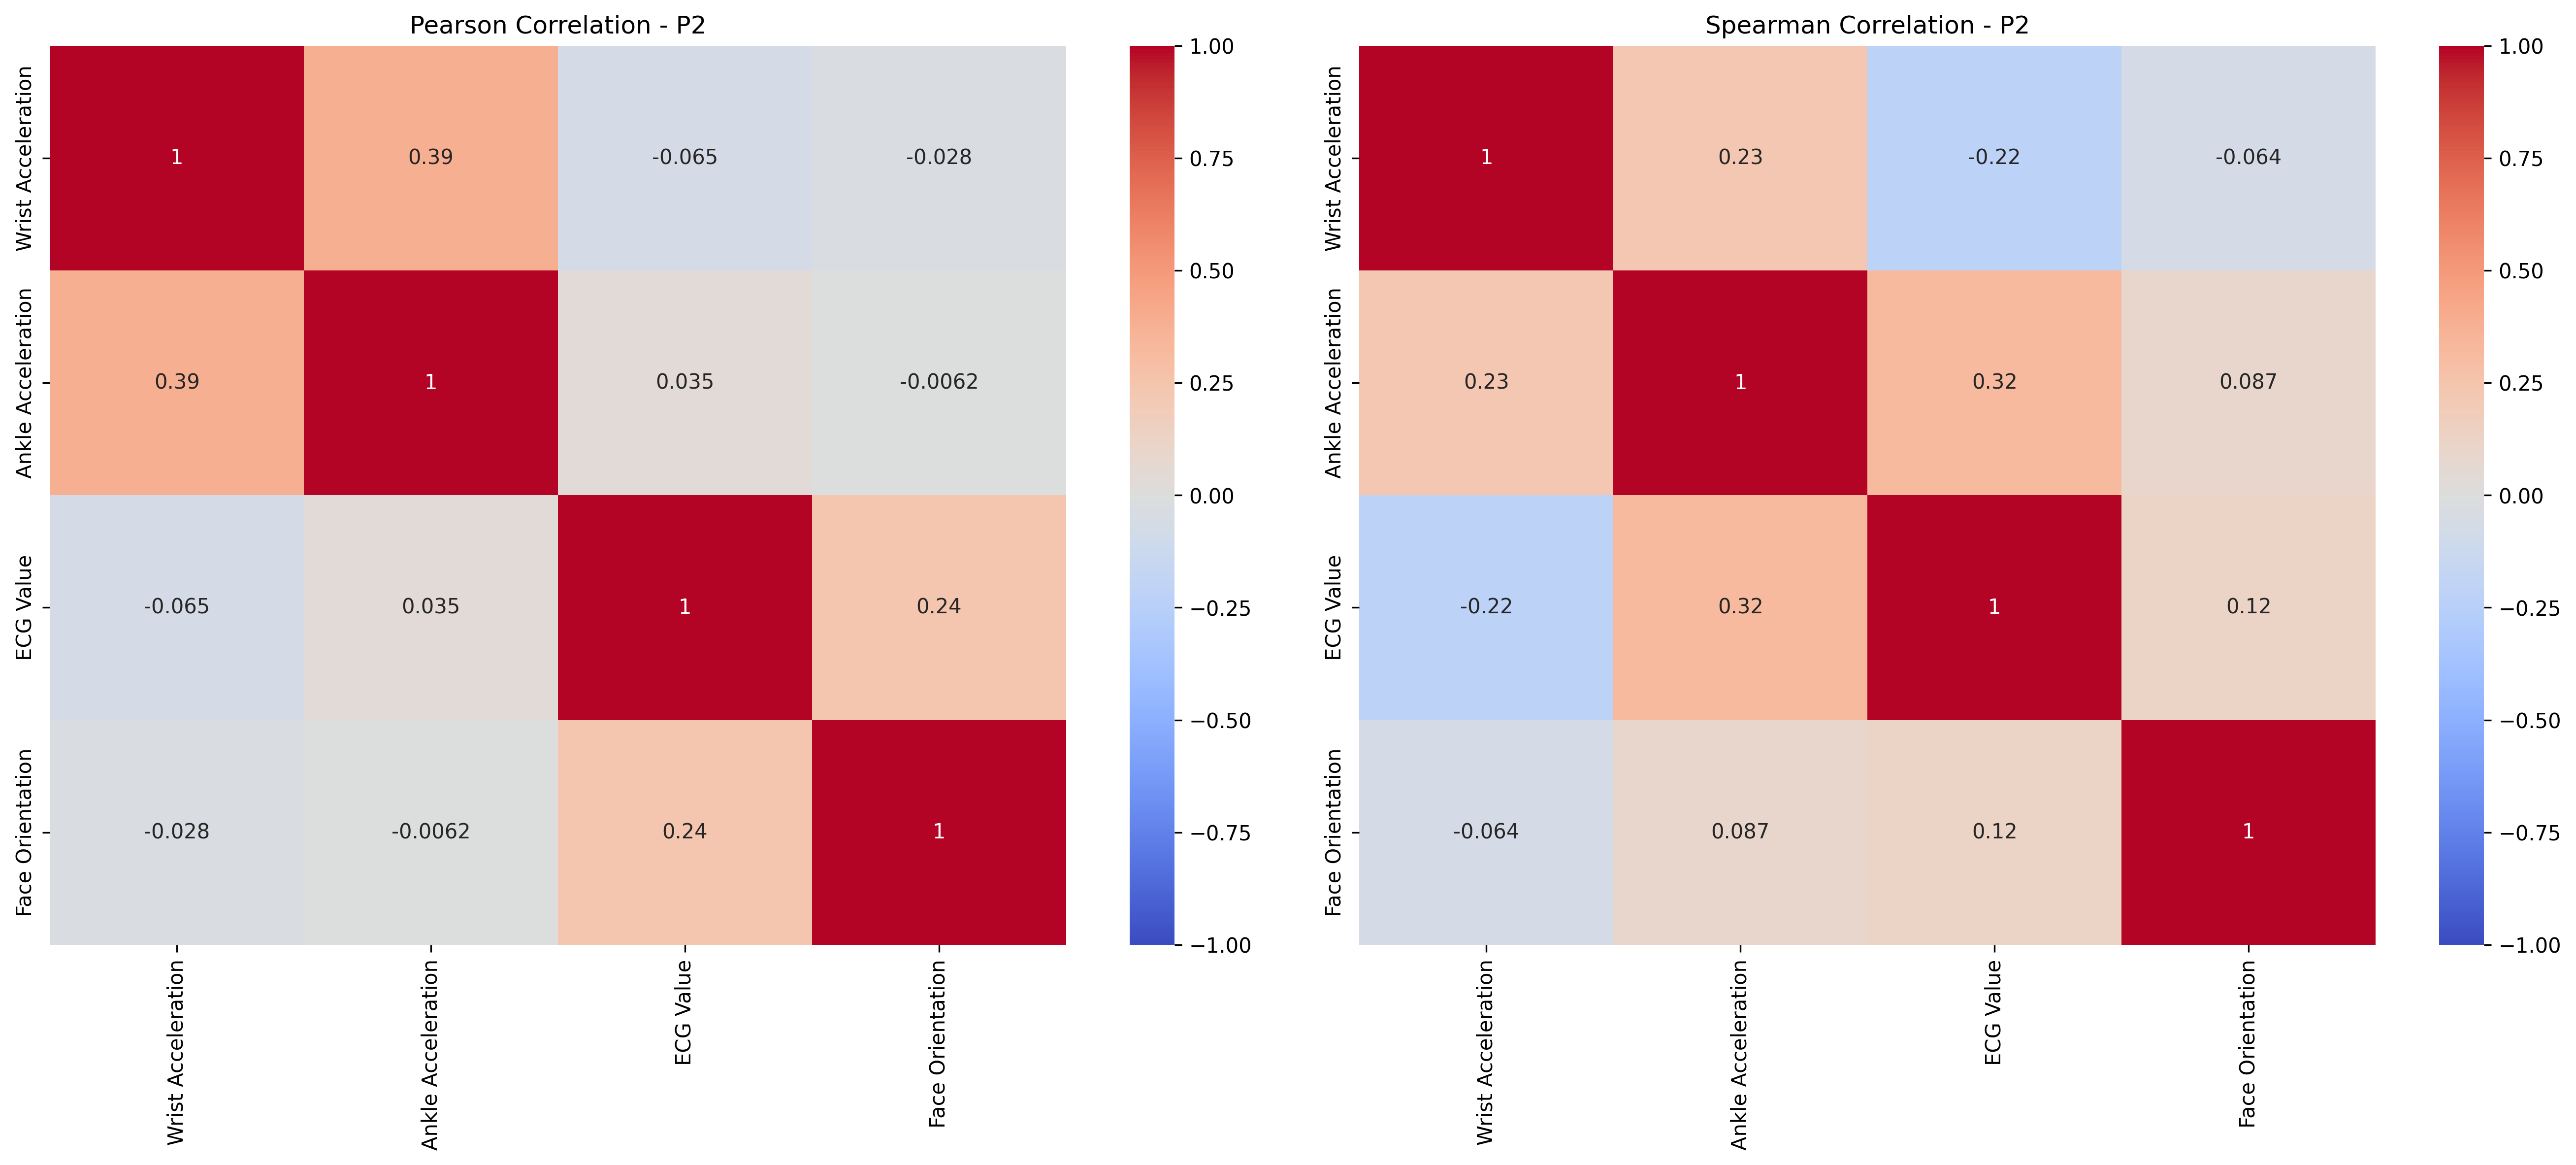 Pearson Correlation - P2
Wrist Acceleration
1
0.39
-0.065
-0.028
Ankle Acceleration
0.39
1
0.035
-0.0062
ECG Value
-0.065
0.035
1
0.24
Face Orientation
-0.028
-0.0062
0.24
1
Wrist Acceleration
Ankle Acceleration
ECG Value
Face Orientation
1.00
0.75
0.50
0.25
0.00
−0.25
−0.50
−0.75
−1.00
Spearman Correlation - P2
Wrist Acceleration
1
0.23
-0.22
-0.064
Ankle Acceleration
0.23
1
0.32
0.087
ECG Value
-0.22
0.32
1
0.12
Face Orientation
-0.064
0.087
0.12
1
Wrist Acceleration
Ankle Acceleration
ECG Value
Face Orientation
1.00
0.75
0.50
0.25
0.00
−0.25
−0.50
−0.75
−1.00